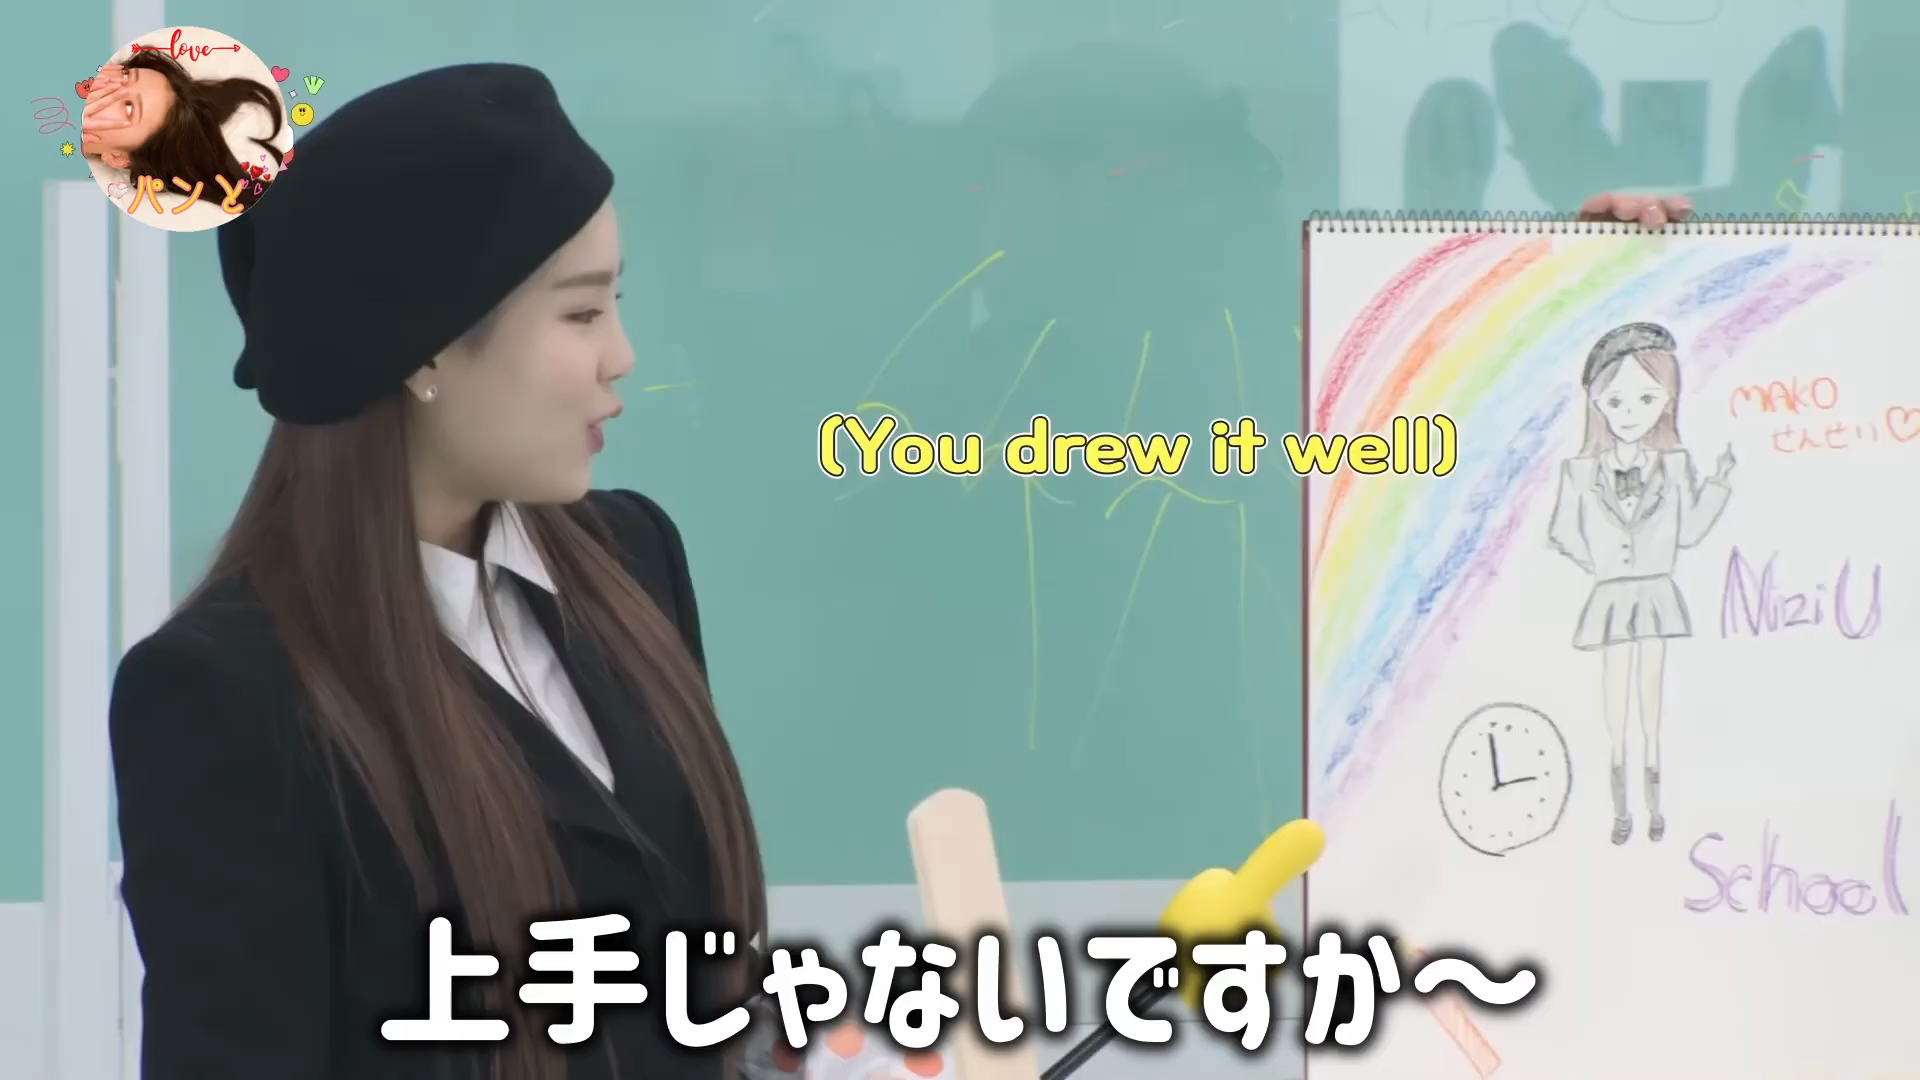 love
パンと
(You drew it well)
MAKO
せんせい♡
NiziU
School
上手じゃないですか〜